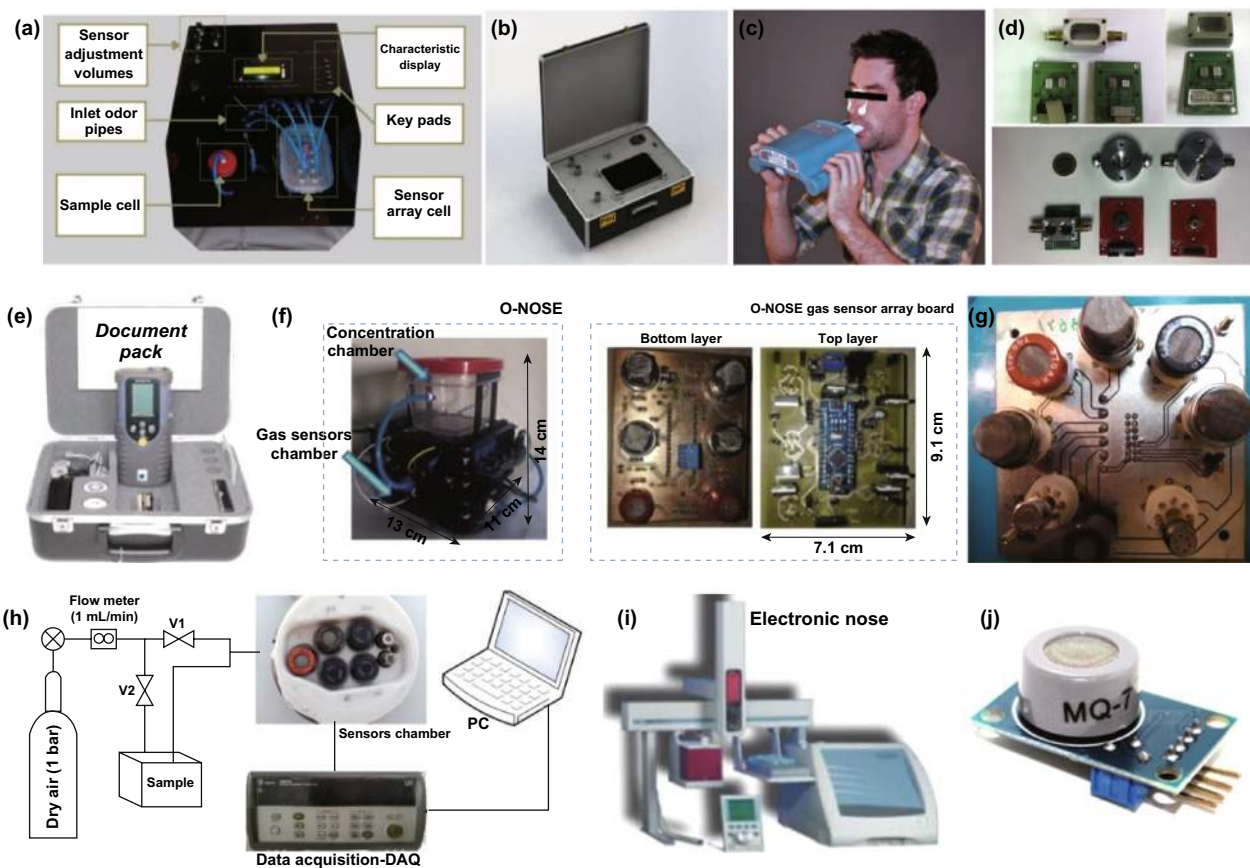 (a)
Sensor
adjustment
volumes
Inlet odor
pipes
Sample cell
Characteristic
display
Key pads
Sensor
array cell
(b)
(c)
(d)
(e)
Document
pack
(f)
O-NOSE
Concentration
chamber
Gas sensors
chamber
14 cm
11 cm
13 cm
O-NOSE gas sensor array board
Bottom layer
Top layer
9.1 cm
7.1 cm
(g)
(h)
Flow meter
(1 mL/min)
V1
V2
Dry air (1 bar)
Sample
Sensors chamber
PC
Data acquisition-DAQ
(i)
Electronic nose
(j)
MQ-7